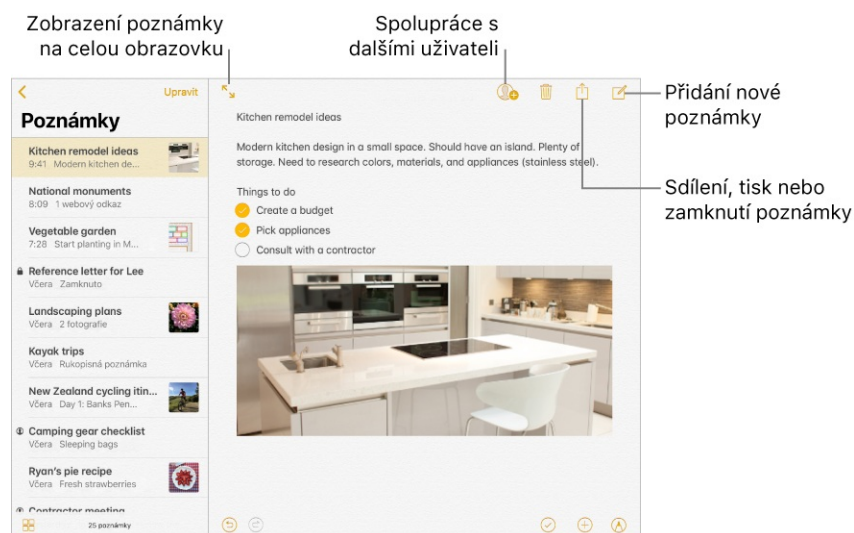 Zobrazení poznámky
na celou obrazovku
Spolupráce s
dalšími uživateli
Přidání nové
poznámky
Sdílení, tisk nebo
zamknutí poznámky
Upravit
Poznámky
Kitchen remodel ideas
9:41 Modern kitchen de...
National monuments
8:09 1 webový odkaz
Vegetable garden
7:28 Start planting in M...
Reference letter for Lee
Včera Zamknuto
Landscaping plans
Včera 2 fotografie
Kayak trips
Včera Rukopisná poznámka
New Zealand cycling itin...
Včera Day 1: Banks Pen...
Camping gear checklist
Včera Sleeping bags
Ryan's pie recipe
Včera Fresh strawberries
Contractor meeting
25 poznámky
Kitchen remodel ideas
Modern kitchen design in a small space. Should have an island. Plenty of
storage. Need to research colors, materials, and appliances (stainless steel).
Things to do
Create a budget
Pick appliances
Consult with a contractor